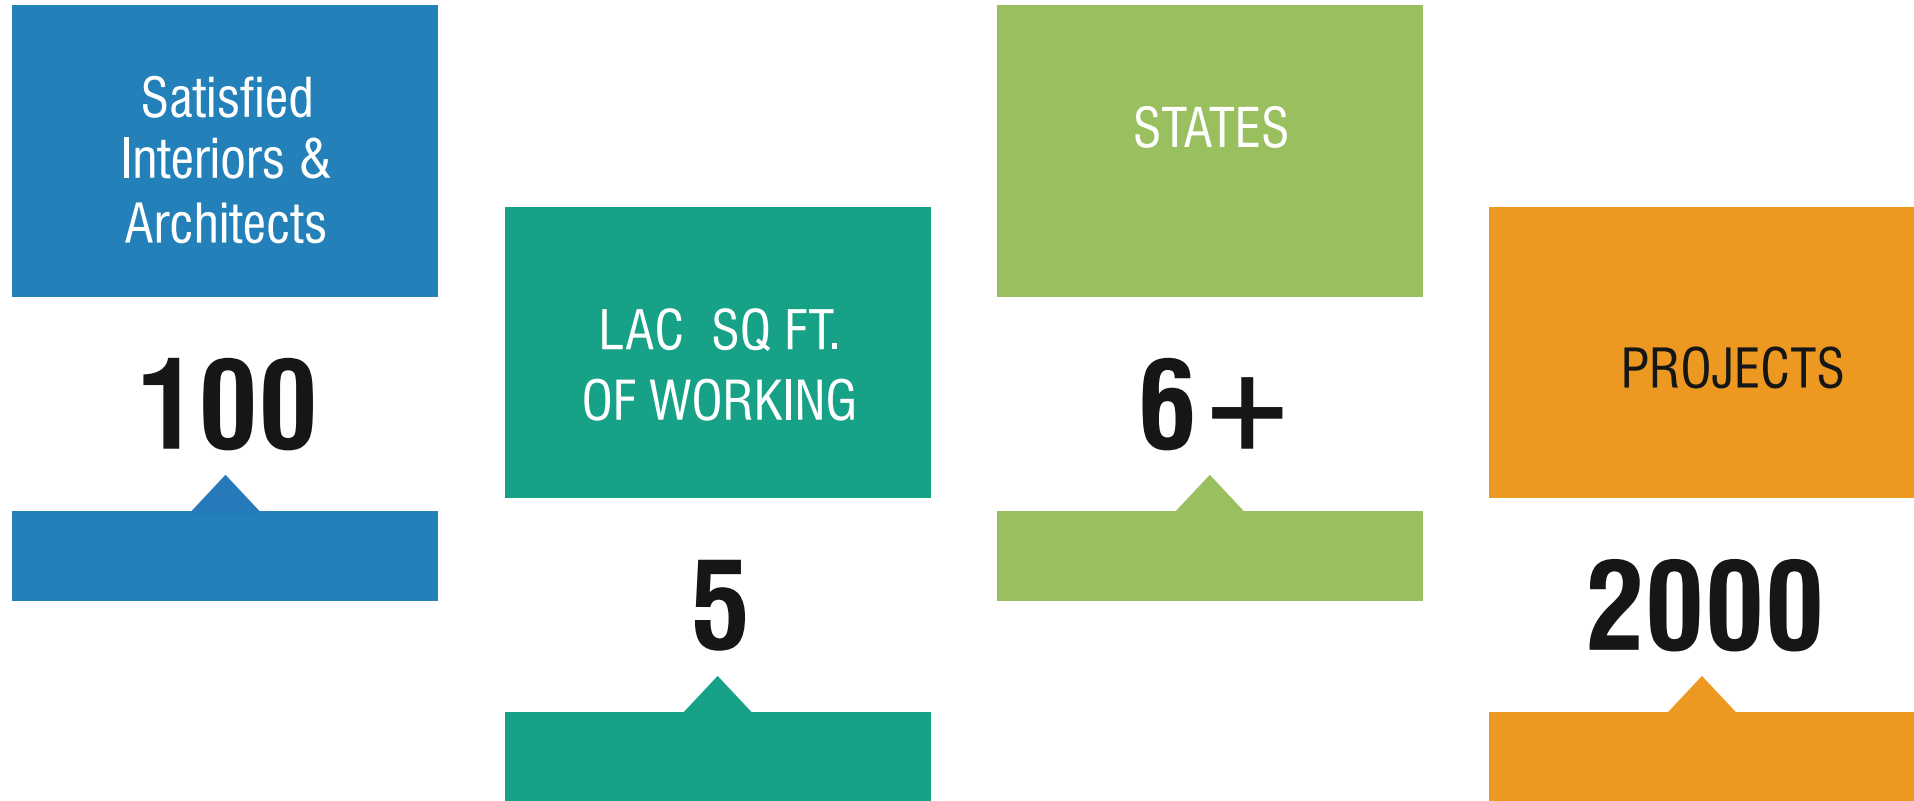 Satisfied
Interiors &
Architects
100
LAC SQ FT.
OF WORKING
5
STATES
6+
PROJECTS
2000